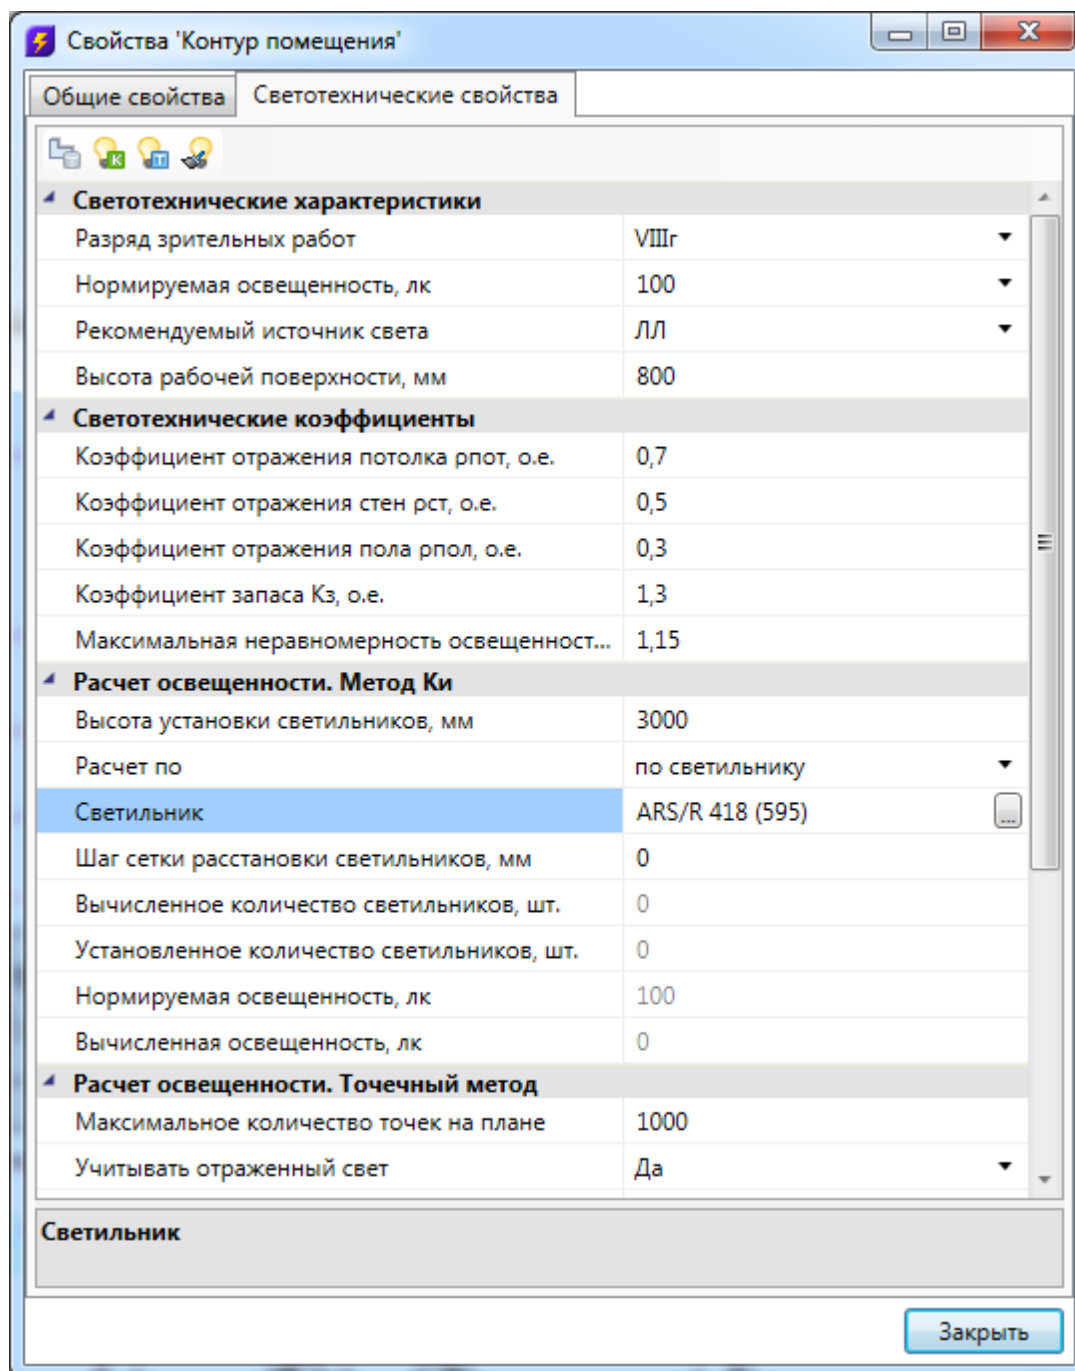 Свойства 'Контур помещения'
Общие свойства Светотехнические свойства
К Т
Светотехнические характеристики
Разряд зрительных работ VIIIг
Нормируемая освещенность, лк 100
Рекомендуемый источник света ЛЛ
Высота рабочей поверхности, мм 800
Светотехнические коэффициенты
Коэффициент отражения потолка ρпот, о.е. 0,7
Коэффициент отражения стен ρст, о.е. 0,5
Коэффициент отражения пола ρпол, о.е. 0,3
Коэффициент запаса Кз, о.е. 1,3
Максимальная неравномерность освещенност... 1,15
Расчет освещенности. Метод Ки
Высота установки светильников, мм 3000
Расчет по по светильнику
Светильник ARS/R 418 (595) ...
Шаг сетки расстановки светильников, мм 0
Вычисленное количество светильников, шт. 0
Установленное количество светильников, шт. 0
Нормируемая освещенность, лк 100
Вычисленная освещенность, лк 0
Расчет освещенности. Точечный метод
Максимальное количество точек на плане 1000
Учитывать отраженный свет Да
Светильник
Закрыть